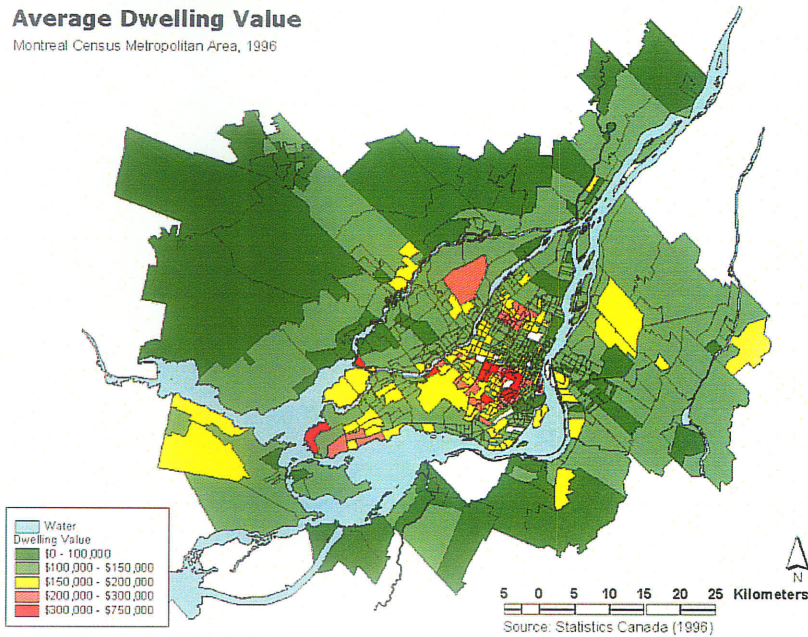 Average Dwelling Value
Montreal Census Metropolitan Area, 1996
Water
Dwelling Value
$0 - 100,000
$100,000 - $150,000
$150,000 - $200,000
$200,000 - $300,000
$300,000 - $750,000
N
5 0 5 10 15 20 25 Kilometers
Source: Statistics Canada (1996)